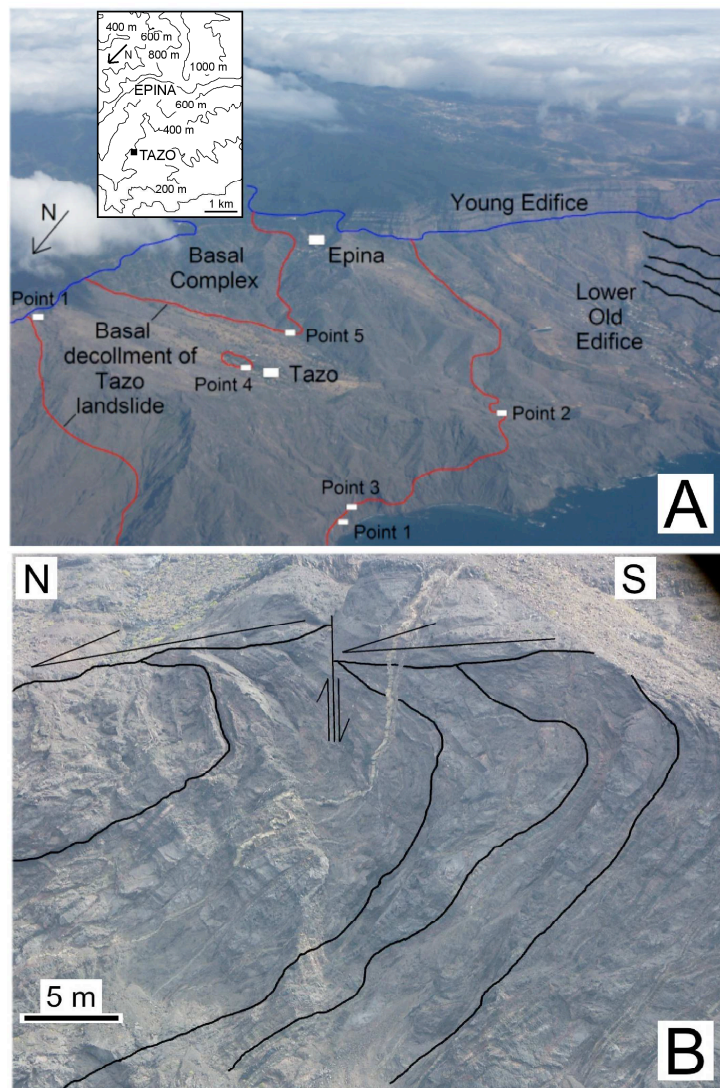 400 m
600 m
N
800 m
1000 m
EPINA
600 m
400 m
TAZO
200 m
1 km
N
Young Edifice
Basal
Complex
Epina
Point 1
Lower
Old
Edifice
Basal
decollment of
Tazo
landslide
Point 5
Point 4
Tazo
Point 2
Point 3
Point 1
A
N
S
5 m
B